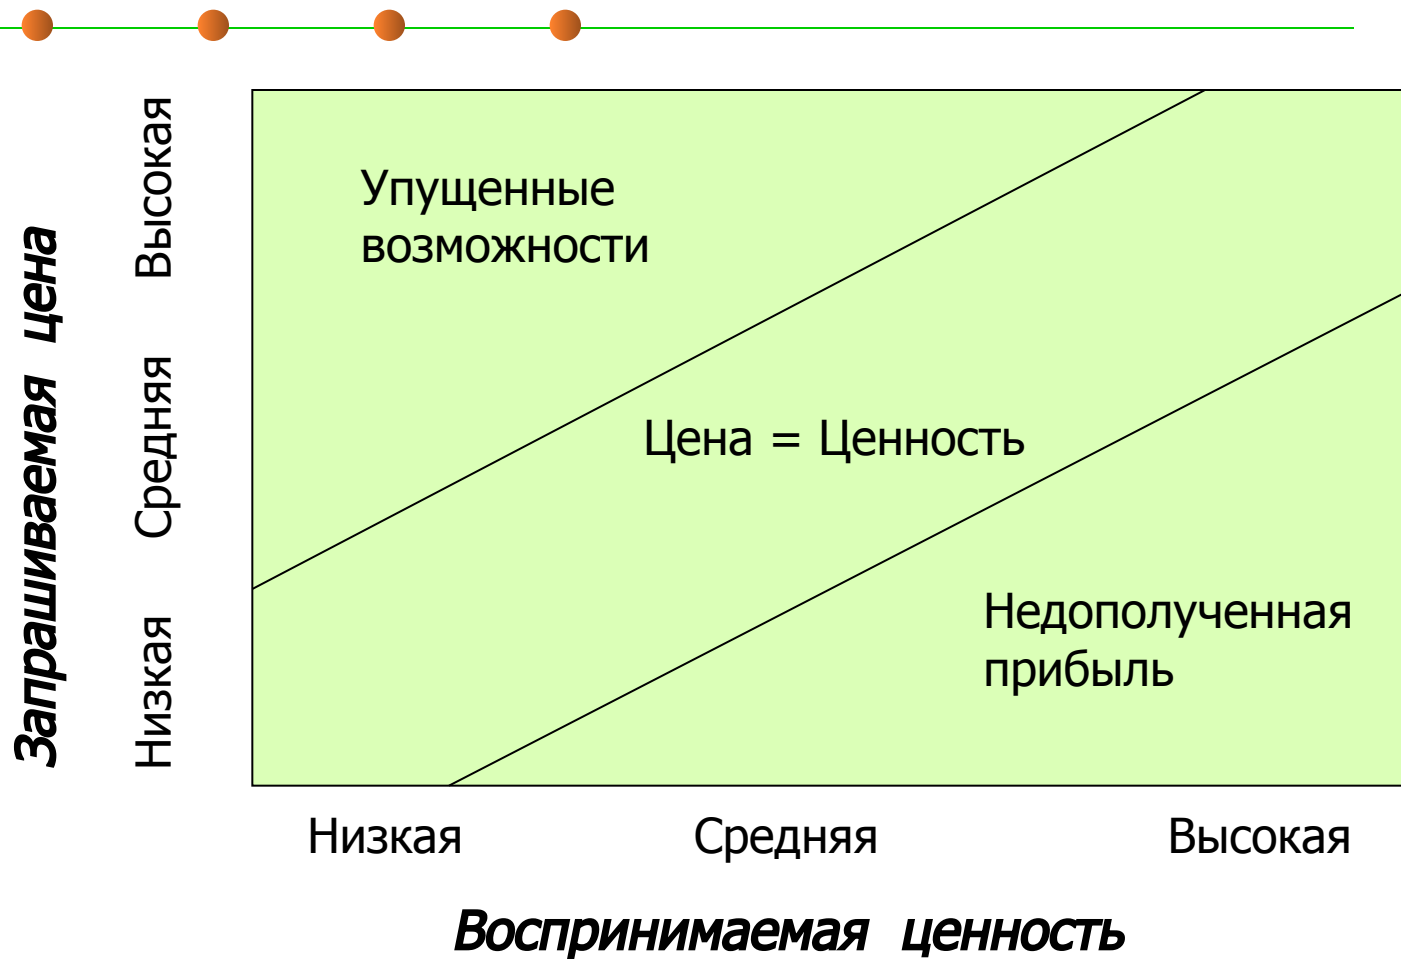 Запрашиваемая цена
Высокая
Средняя
Низкая
Упущенные
возможности
Цена = Ценность
Недополученная
прибыль
Низкая
Средняя
Высокая
Воспринимаемая ценность